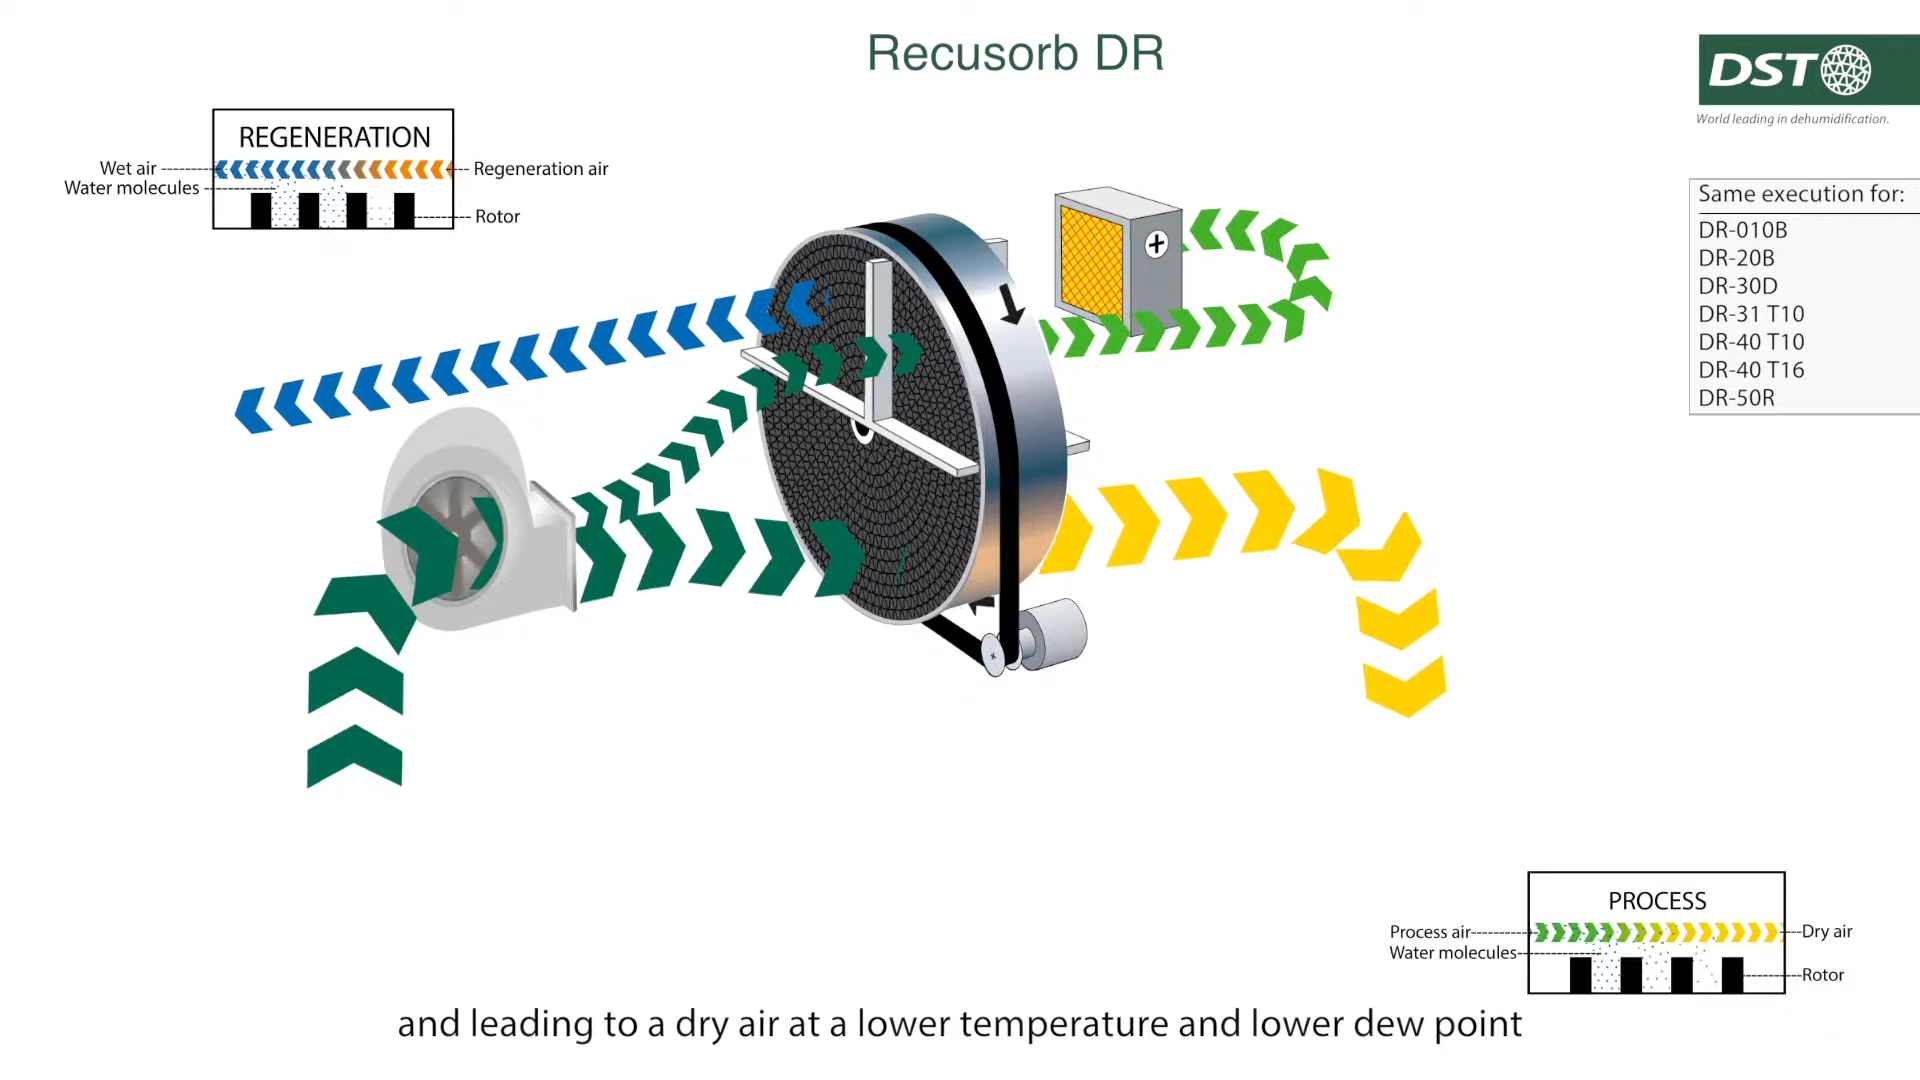 Recusorb DR
DST
World leading in dehumidification.
REGENERATION
Wet air
Regeneration air
Water molecules
Rotor
Same execution for:
DR-010B
DR-20B
DR-30D
DR-31 T10
DR-40 T10
DR-40 T16
DR-50R
PROCESS
Process air
Dry air
Water molecules
Rotor
and leading to a dry air at a lower temperature and lower dew point